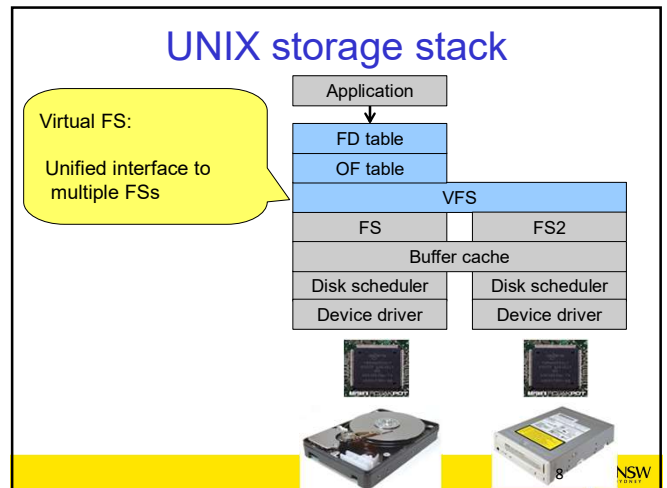 UNIX storage stack
Virtual FS:
Unified interface to
multiple FSs
Application
FD table
OF table
VFS
FS FS2
Buffer cache
Disk scheduler Disk scheduler
Device driver Device driver
8
NSW
SYDNEY